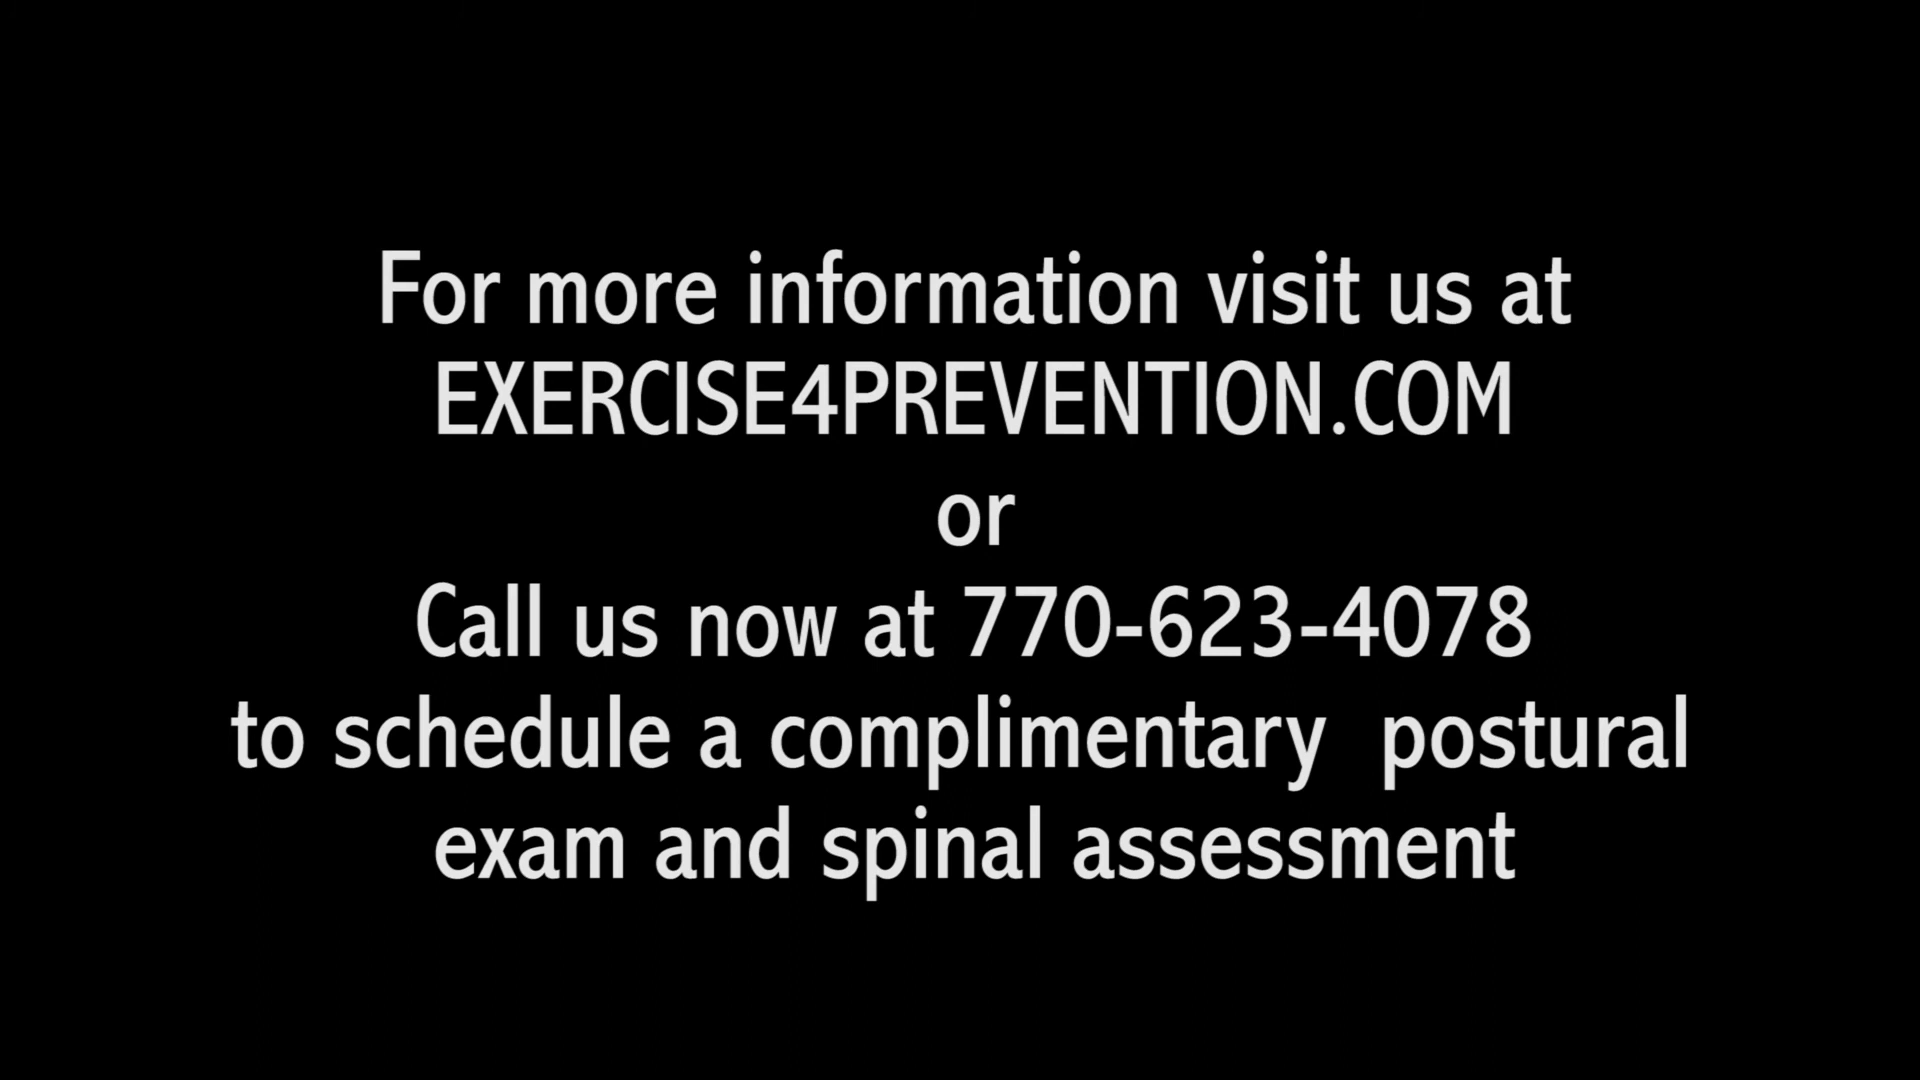 For more information visit us at
EXERCISE4PREVENTION.COM
or
Call us now at 770-623-4078
to schedule a complimentary  postural
exam and spinal assessment